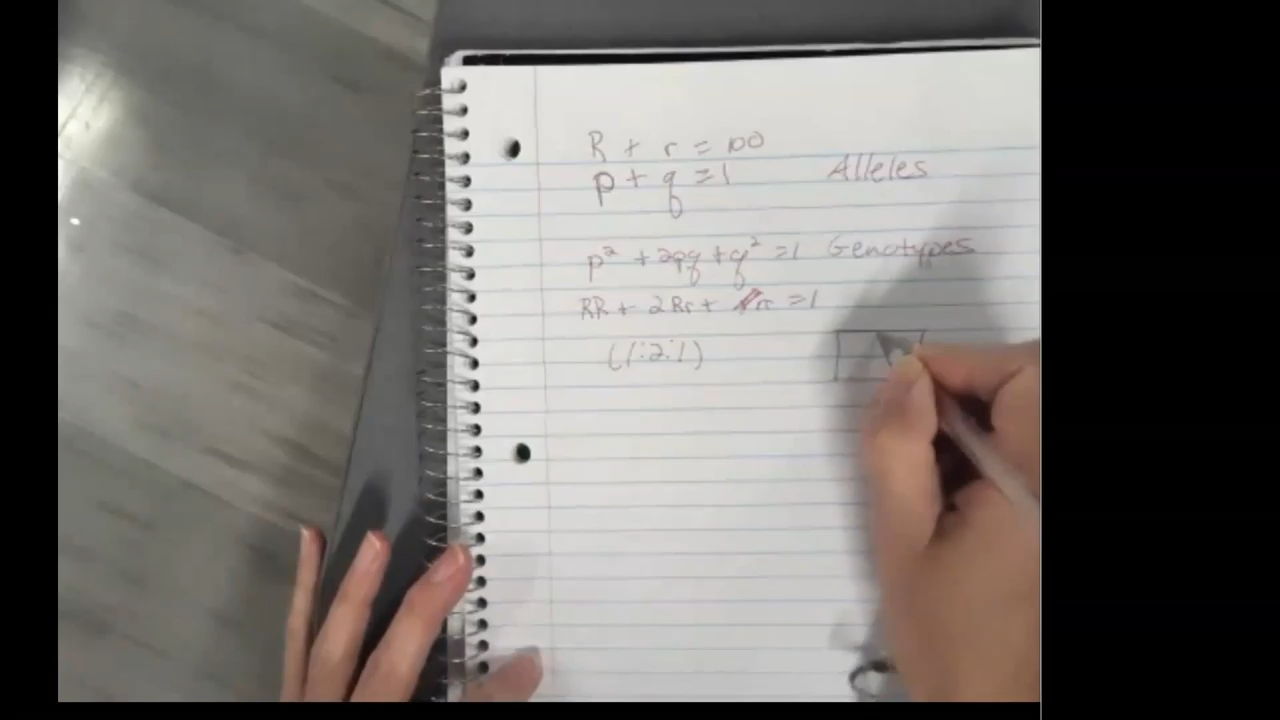 R + r = 100
p + q = 1 Alleles
p² + 2pq + q² = 1 Genotypes
RR + 2Rr + rr = 1
(1:2:1)